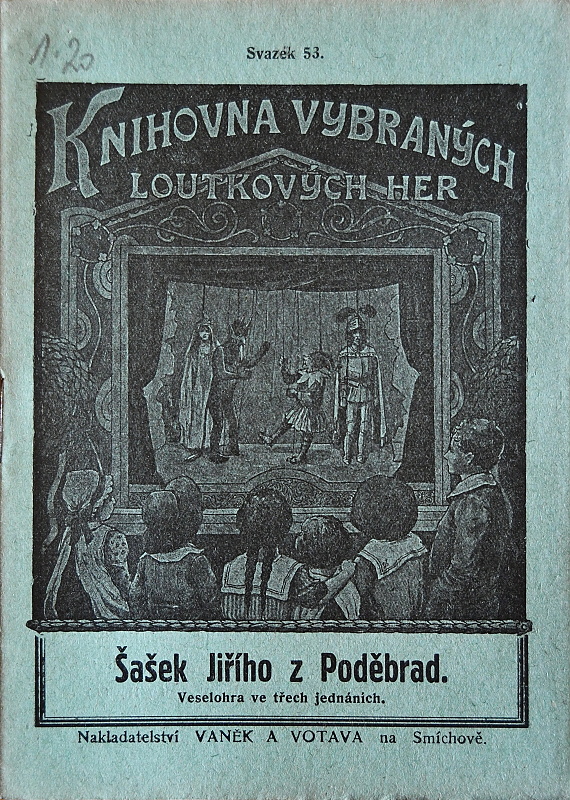 1·20
Svazek 53.
KNIHOVNA VYBRANÝCH
LOUTKOVÝCH HER
Šašek Jiřího z Poděbrad.
Veselohra ve třech jednáních.
Nakladatelství VANĚK A VOTAVA na Smíchově.